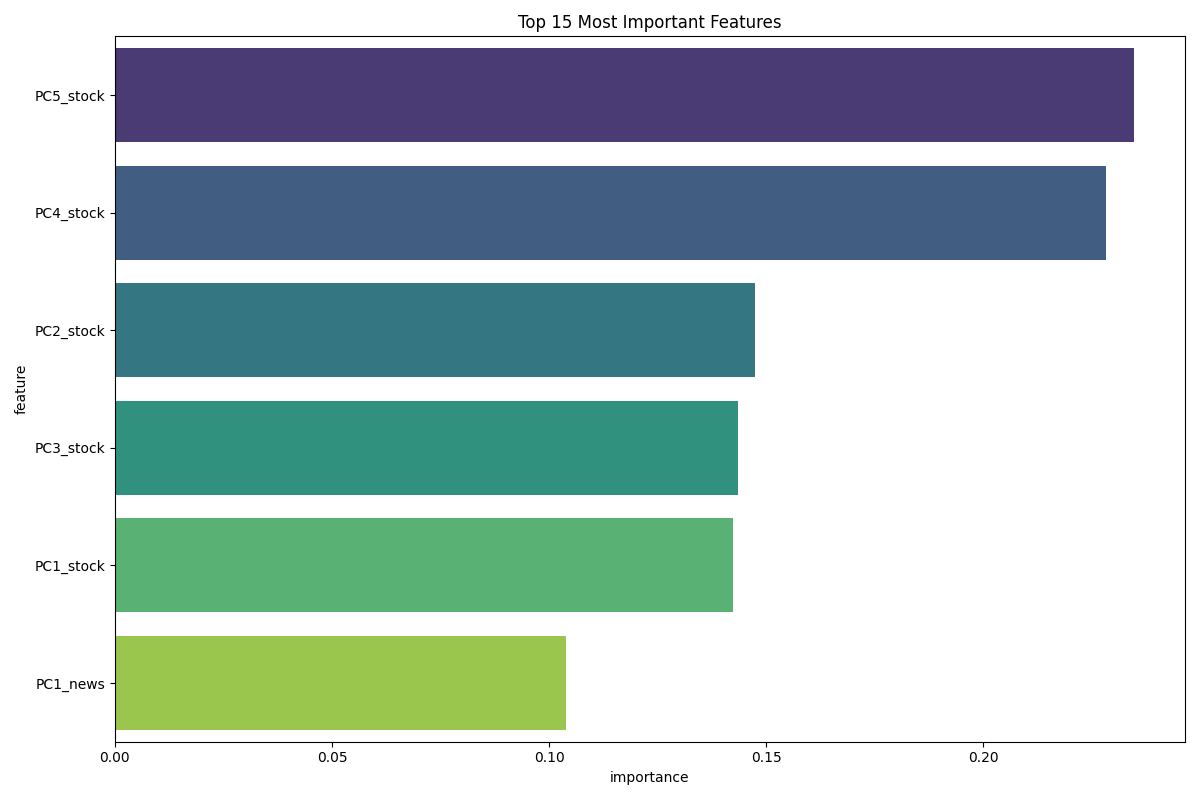 Top 15 Most Important Features
PC5_stock
PC4_stock
PC2_stock
PC3_stock
PC1_stock
PC1_news
feature
0.00
0.05
0.10
0.15
0.20
importance